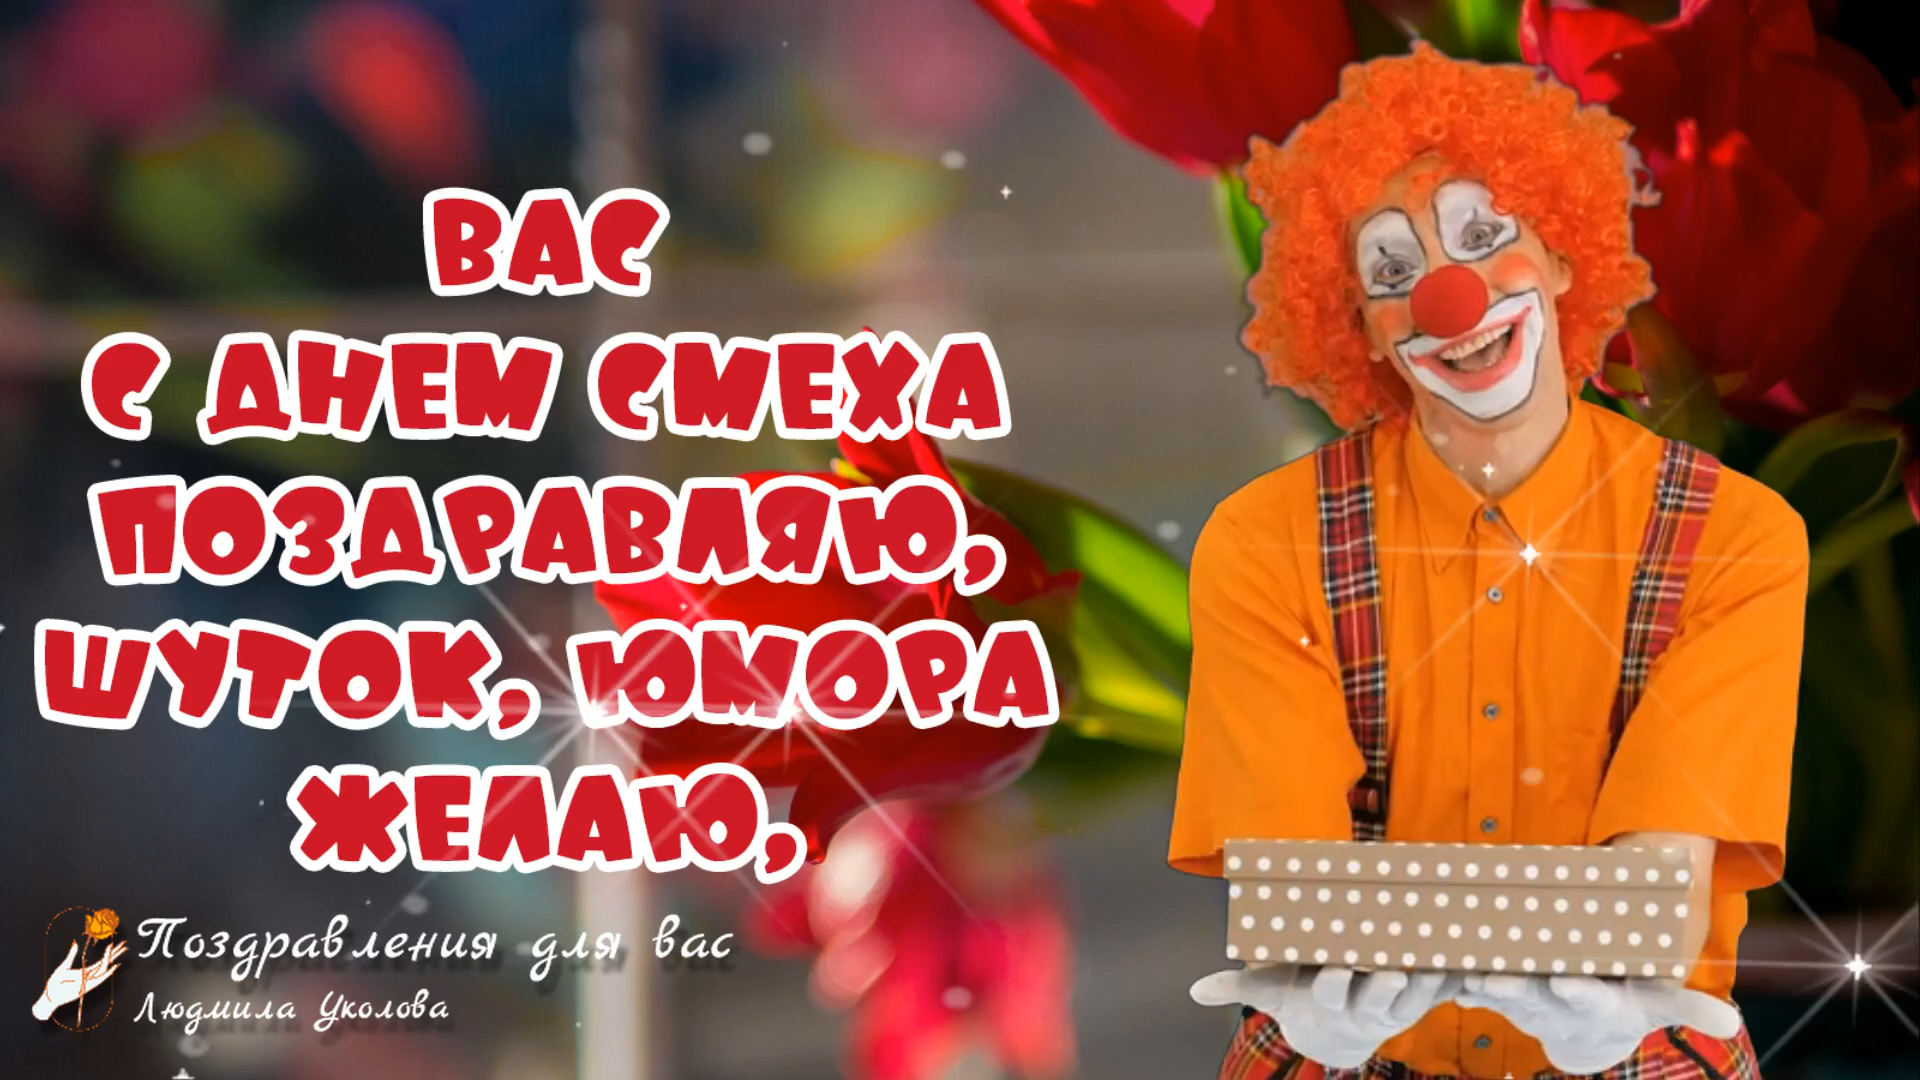 ВАС
С ДНЕМ СМЕХА
ПОЗДРАВЛЯЮ,
ШУТОК, ЮМОРА
ЖЕЛАЮ,
Поздравления для вас
Людмила Уколова